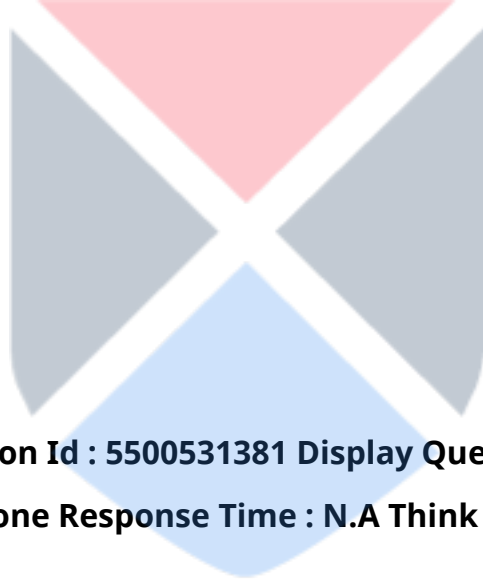 on Id : 5500531381 Display Que
one Response Time : N.A Think